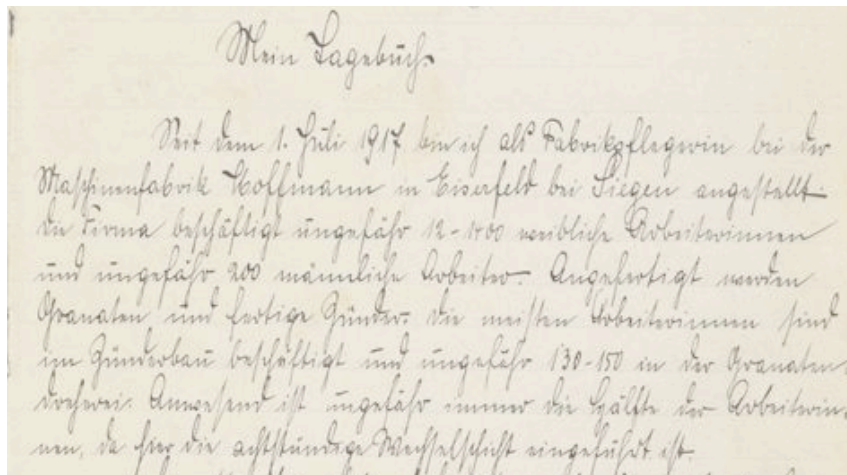 Mein Tagebuch.
Seit dem 1. Juli 1917 bin ich als Fabrikpflegerin bei der
Maschinenfabrik Hoffmann in Eiserfeld bei Siegen angestellt.
Die Firma beschäftigt ungefähr 12-1400 weibliche Arbeiterinnen
und ungefähr 200 männliche Arbeiter. Angefertigt werden
Granaten und fertige Zünder. Die meisten Arbeiterinnen sind
im Zünderbau beschäftigt und ungefähr 130-150 in der Granaten-
dreherei. Anwesend ist ungefähr immer die Hälfte der Arbeiterin-
nen, da hier die achtstündige Wechselschicht eingeführt ist.